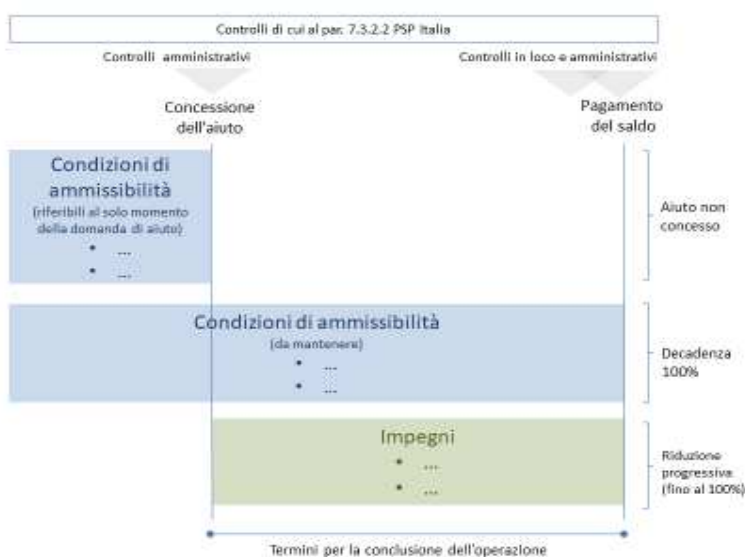 Controlli di cui al par. 7.3.2.2 PSP Italia
Controlli amministrativi
Controlli in loco e amministrativi
Concessione
dell'aiuto
Pagamento
del saldo
Condizioni di
ammissibilità
(riferibili al solo momento
della domanda di aiuto)
• ...
• ...
Aiuto non
concesso
Condizioni di ammissibilità
(da mantenere)
• ...
• ...
Decadenza
100%
Impegni
• ...
• ...
Riduzione
progressiva
(fino al 100%)
Termini per la conclusione dell'operazione